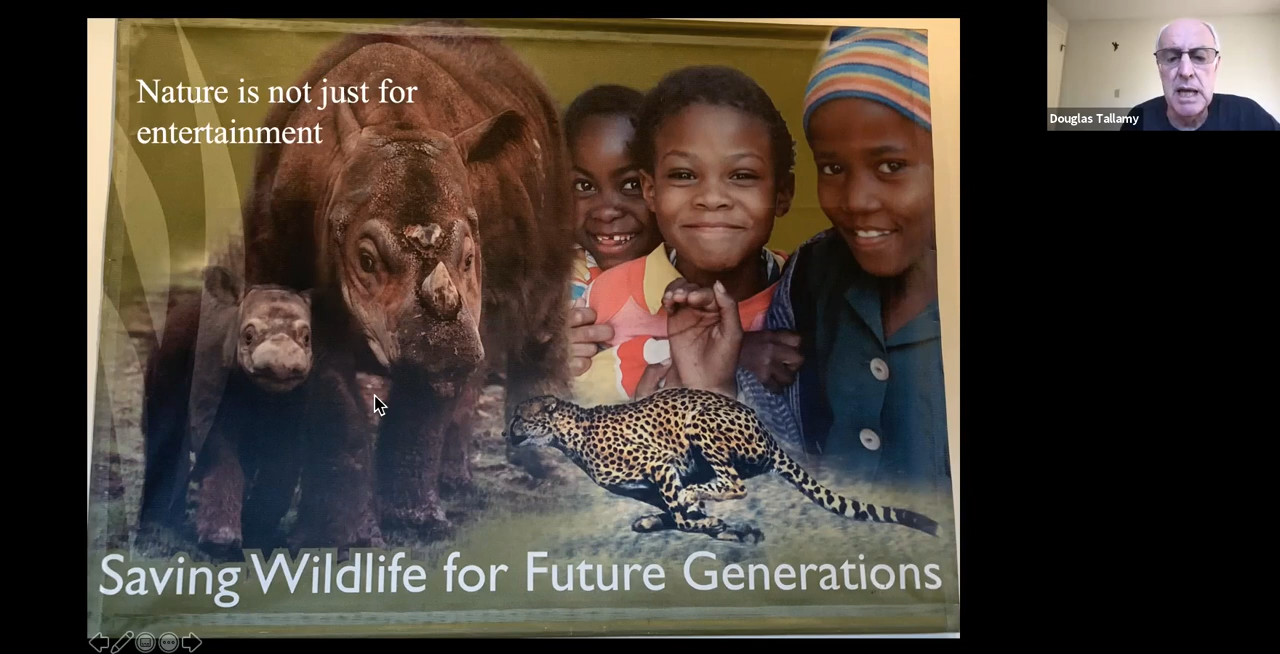 Nature is not just for
entertainment
Douglas Tallamy
Saving Wildlife for Future Generations